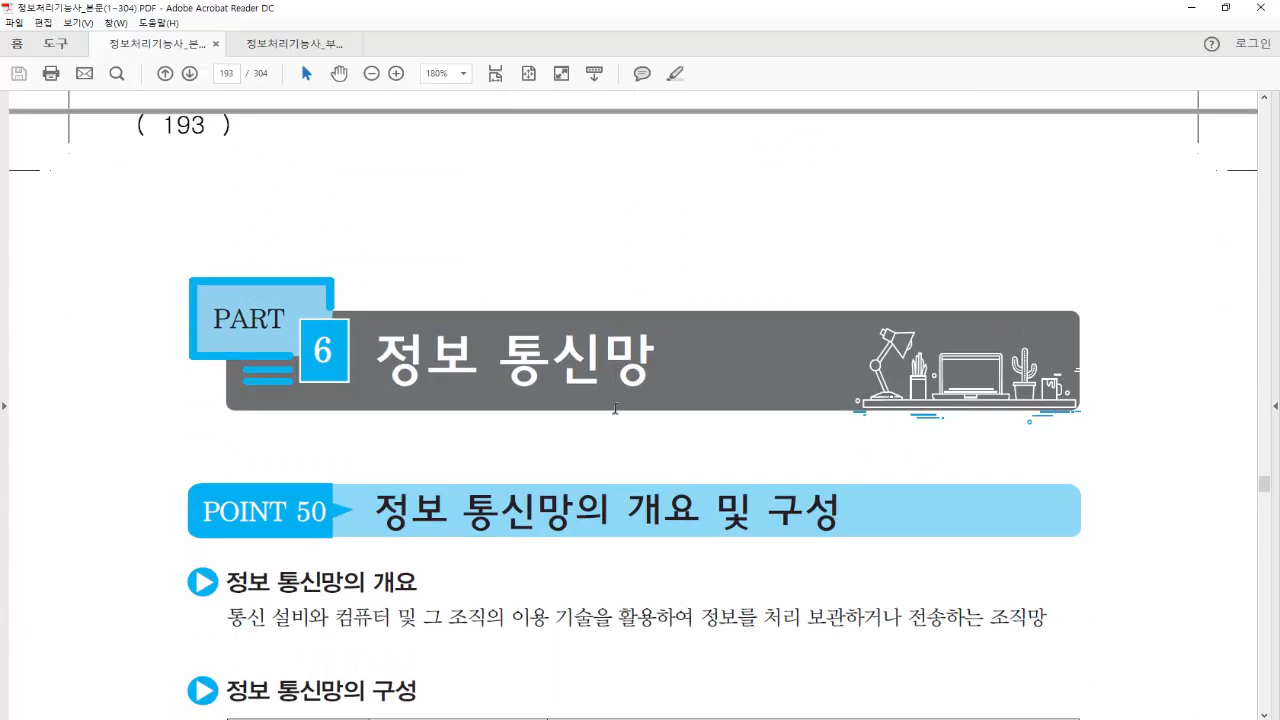 정보처리기능사_본문(1~304).PDF - Adobe Acrobat Reader DC
파일 편집 보기(V) 창(W) 도움말(H)
홈 도구 정보처리기능사_본... × 정보처리기능사_부... 로그인
193 / 304 180%
( 193 )
PART
6 정보 통신망
POINT 50 정보 통신망의 개요 및 구성
정보 통신망의 개요
통신 설비와 컴퓨터 및 그 조직의 이용 기술을 활용하여 정보를 처리 보관하거나 전송하는 조직망
정보 통신망의 구성